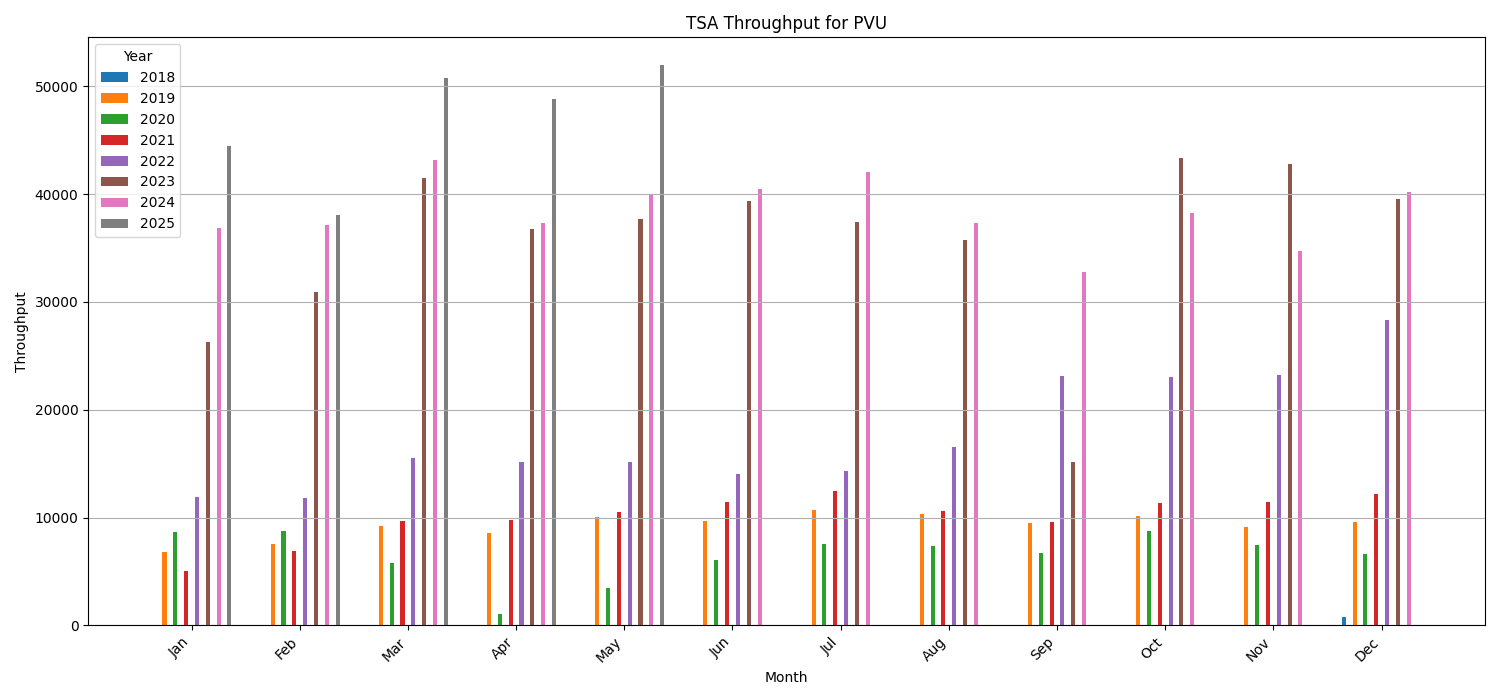 TSA Throughput for PVU
Year
2018
2019
2020
2021
2022
2023
2024
2025
Throughput
50000
40000
30000
20000
10000
0
Jan
Feb
Mar
Apr
May
Jun
Jul
Aug
Sep
Oct
Nov
Dec
Month